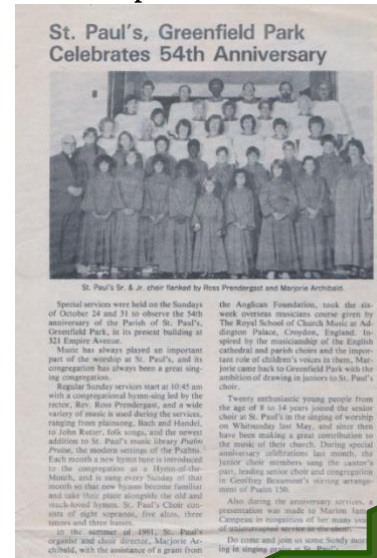 St. Paul's, Greenfield Park
Celebrates 54th Anniversary
St. Paul's Sr. & Jr. choir flanked by Ross Prendergast and Marjorie Archibald.
Special services were held on the Sundays
of October 24 and 31 to observe the 54th
anniversary of the Parish of St. Paul's,
Greenfield Park, in its present building at
321 Empire Avenue.
Music has always played an important
part of the worship at St. Paul's, and its
congregation has always been a great sing-
ing congregation.
Regular Sunday services start at 10:45 am
with a congregational hymn-sing led by the
rector, Rev. Ross Prendergast, and a wide
variety of music is used during the services,
ranging from plainsong, Bach and Handel,
to John Rutter, folk songs, and the newest
addition to St. Paul's music library Psalm
Praise, the modern settings of the Psalms.
Each month a new hymn tune is introduced
to the congregation as a Hymn-of-the-
Month, and is sung every Sunday of that
month so that new hymns become familiar
and take their place alongside the old and
much-loved hymns. St. Paul's Choir con-
sists of eight sopranos, five altos, three
tenors and three basses.
In the summer of 1981, St. Paul's
organist and choir director, Marjorie Ar-
chibald, with the assistance of a grant from
the Anglican Foundation, took the six-
week overseas musicians course given by
The Royal School of Church Music at Ad-
dington Palace, Croyden, England. In-
spired by the musicianship of the English
cathedral and parish choirs and the impor-
tant role of children's voices in them, Mar-
jorie came back to Greenfield Park with the
ambition of drawing in juniors to St. Paul's
choir.
Twenty enthusiastic young people from
the age of 8 to 14 years joined the senior
choir at St. Paul's in the singing of worship
on Whitsunday last May, and since then
have been making a great contribution to
the music of their church. During special
anniversary celebrations last month, the
junior choir members sang the cantor's
part, leading senior choir and congregation
in Geoffrey Beaumont's stirring arrange-
ment of Psalm 150.
Also during the anniversary services, a
presentation was made to Marion
Campeau in recognition of her many years
of uninterrupted service in the choir.
Do come and join us some Sunday morn
ing in singing praise at St. Paul's